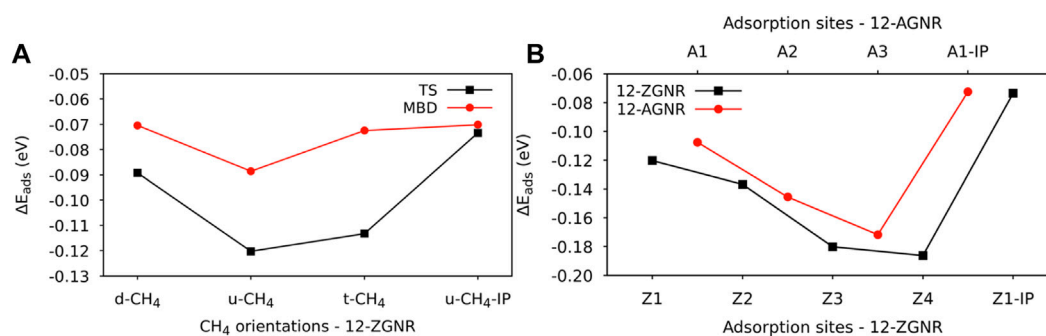 A
-0.05
-0.06
-0.07
-0.08
-0.09
-0.10
-0.11
-0.12
-0.13
ΔE_ads (eV)
TS
MBD
d-CH₄
u-CH₄
t-CH₄
u-CH₄-IP
CH₄ orientations - 12-ZGNR
B
Adsorption sites - 12-AGNR
A1
A2
A3
A1-IP
-0.06
-0.08
-0.10
-0.12
-0.14
-0.16
-0.18
-0.20
ΔE_ads (eV)
12-ZGNR
12-AGNR
Z1
Z2
Z3
Z4
Z1-IP
Adsorption sites - 12-ZGNR